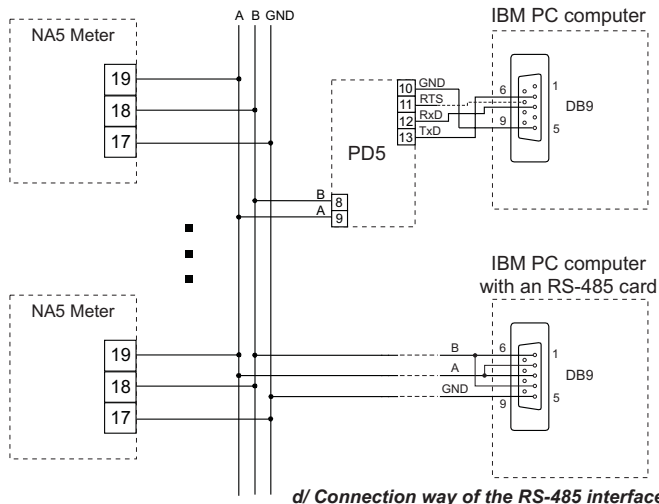 A B GND
NA5 Meter
19
18
17
IBM PC computer
10 GND
11 RTS
12 RxD
13 TxD
PD5
B 8
A 9
6
9
1
5
DB9
NA5 Meter
19
18
17
IBM PC computer
with an RS-485 card
B
A
GND
6
9
1
5
DB9
d/ Connection way of the RS-485 interface